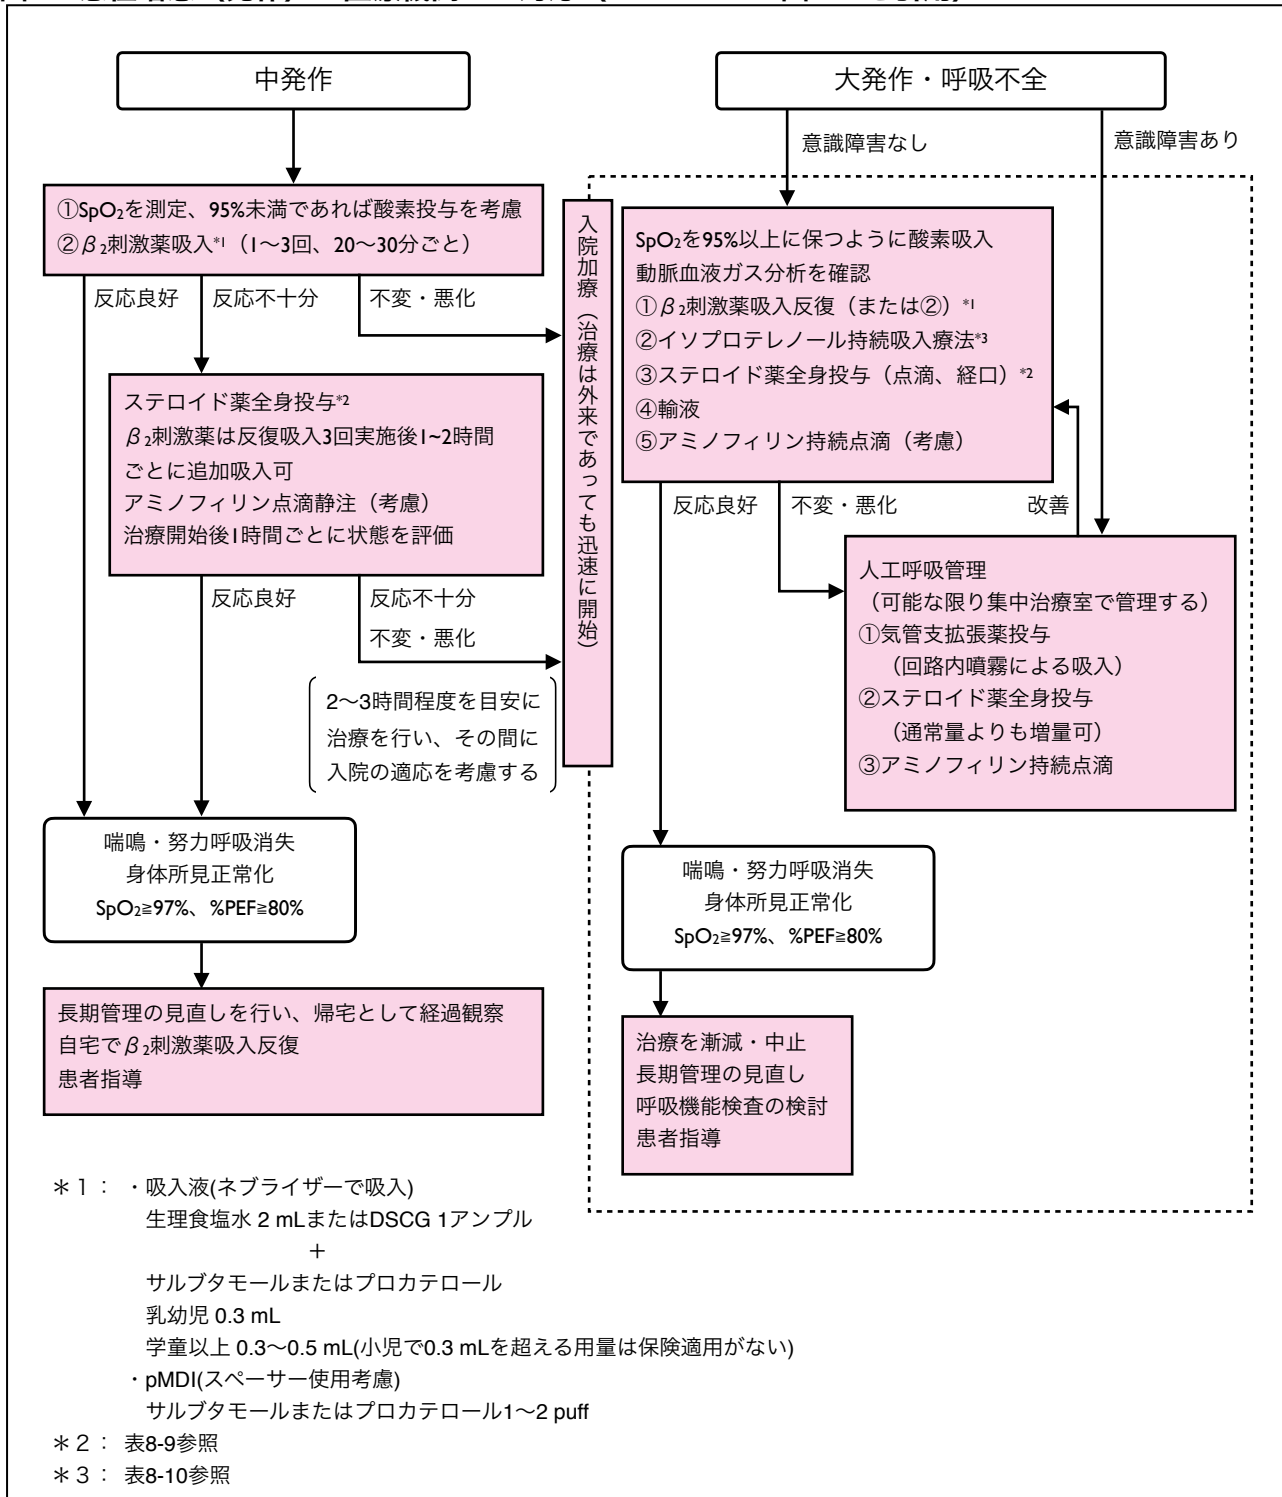 中発作
①SpO₂を測定、95%未満であれば酸素投与を考慮
②β₂刺激薬吸入*1（1〜3回、20〜30分ごと）
反応良好
反応不十分
不変・悪化
ステロイド薬全身投与*2
β₂刺激薬は反復吸入3回実施後1~2時間
ごとに追加吸入可
アミノフィリン点滴静注（考慮）
治療開始後1時間ごとに状態を評価
反応良好
反応不十分
不変・悪化
2〜3時間程度を目安に
治療を行い、その間に
入院の適応を考慮する
喘鳴・努力呼吸消失
身体所見正常化
SpO₂≧97%、%PEF≧80%
長期管理の見直しを行い、帰宅として経過観察
自宅でβ₂刺激薬吸入反復
患者指導
入院加療（治療は外来であっても迅速に開始）
大発作・呼吸不全
意識障害なし
意識障害あり
SpO₂を95%以上に保つように酸素吸入
動脈血液ガス分析を確認
①β₂刺激薬吸入反復（または②）*1
②イソプロテレノール持続吸入療法*3
③ステロイド薬全身投与（点滴、経口）*2
④輸液
⑤アミノフィリン持続点滴（考慮）
反応良好
不変・悪化
改善
人工呼吸管理
（可能な限り集中治療室で管理する）
①気管支拡張薬投与
（回路内噴霧による吸入）
②ステロイド薬全身投与
（通常量よりも増量可）
③アミノフィリン持続点滴
喘鳴・努力呼吸消失
身体所見正常化
SpO₂≧97%、%PEF≧80%
治療を漸減・中止
長期管理の見直し
呼吸機能検査の検討
患者指導
＊1： ・吸入液(ネブライザーで吸入)
生理食塩水 2 mLまたはDSCG 1アンプル
＋
サルブタモールまたはプロカテロール
乳幼児 0.3 mL
学童以上 0.3〜0.5 mL(小児で0.3 mLを超える用量は保険適用がない)
・pMDI(スペーサー使用考慮)
サルブタモールまたはプロカテロール1〜2 puff
＊2： 表8-9参照
＊3： 表8-10参照